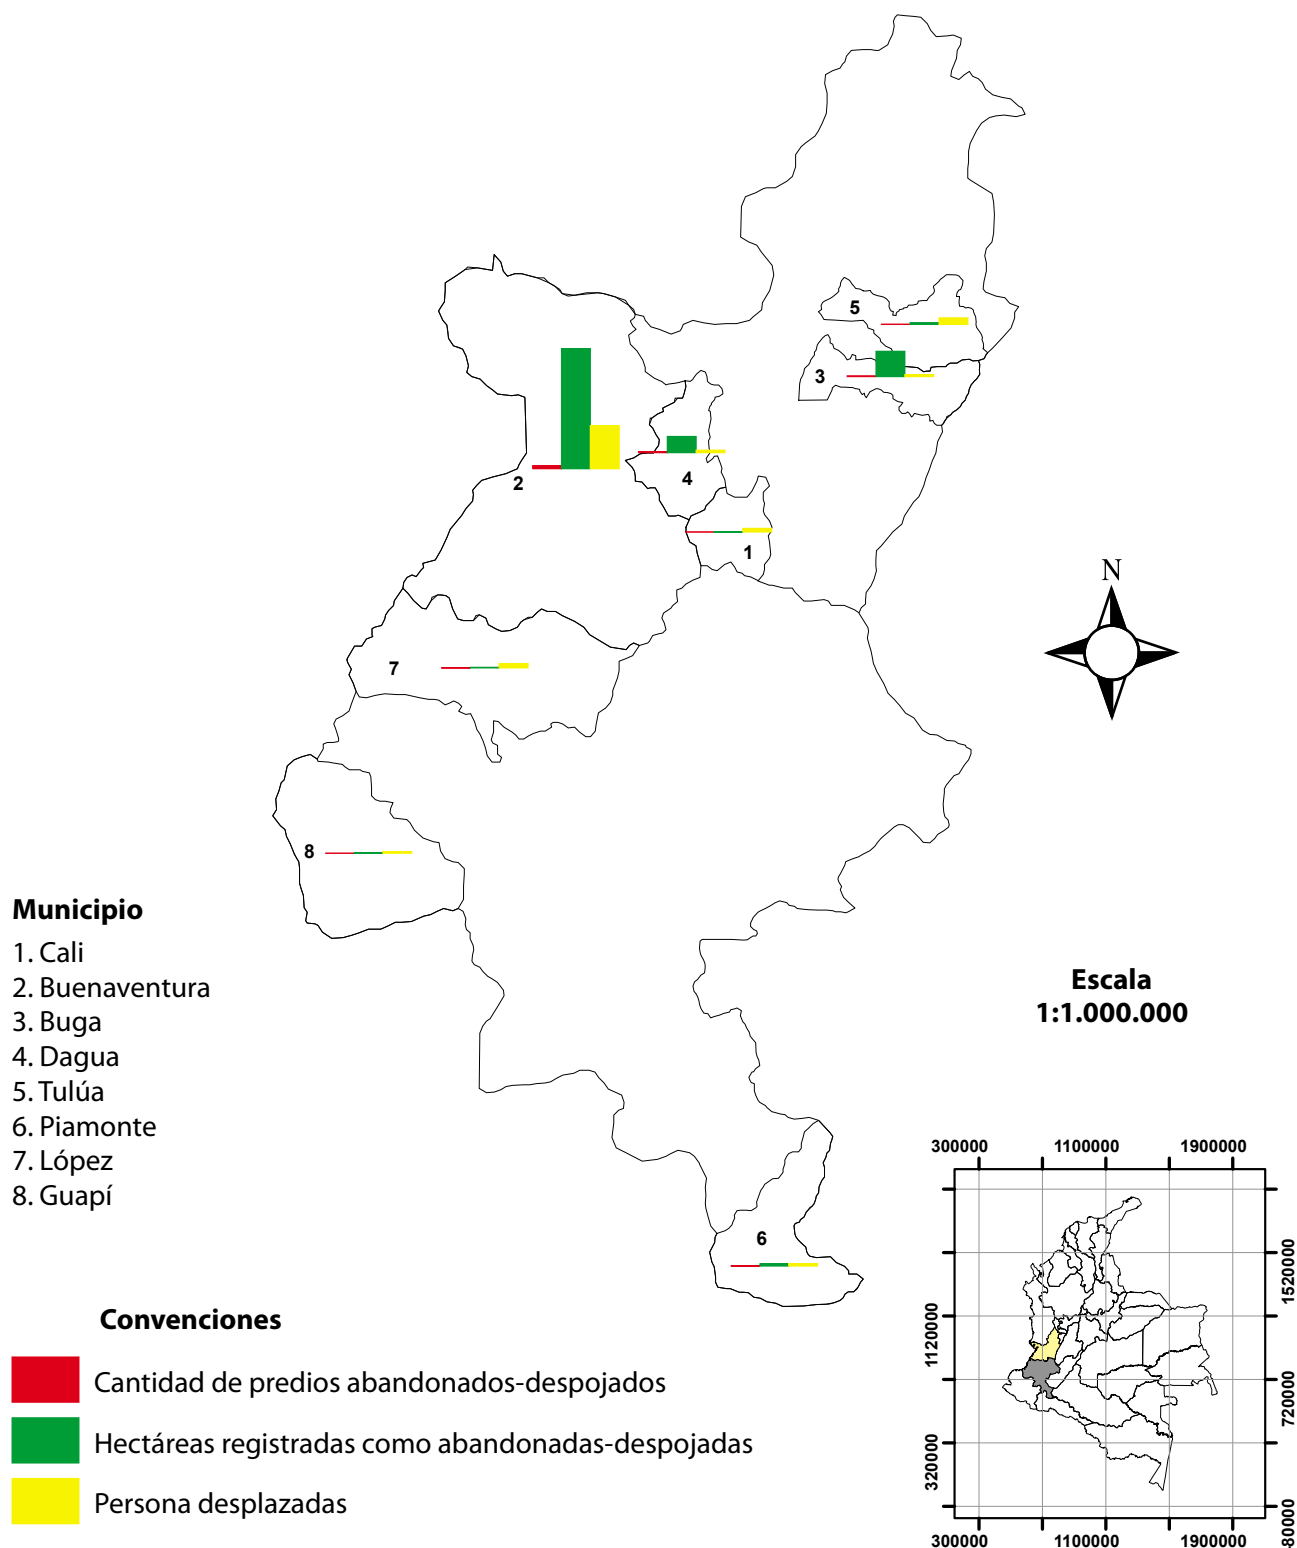 5
3
2
4
1
N
7
8
Municipio
1. Cali
2. Buenaventura
3. Buga
4. Dagua
5. Tulúa
6. Piamonte
7. López
8. Guapí
Escala
1:1.000.000
6
300000 1100000 1900000
1520000
1120000
720000
320000
-80000
300000 1100000 1900000
Convenciones
Cantidad de predios abandonados-despojados
Hectáreas registradas como abandonadas-despojadas
Persona desplazadas